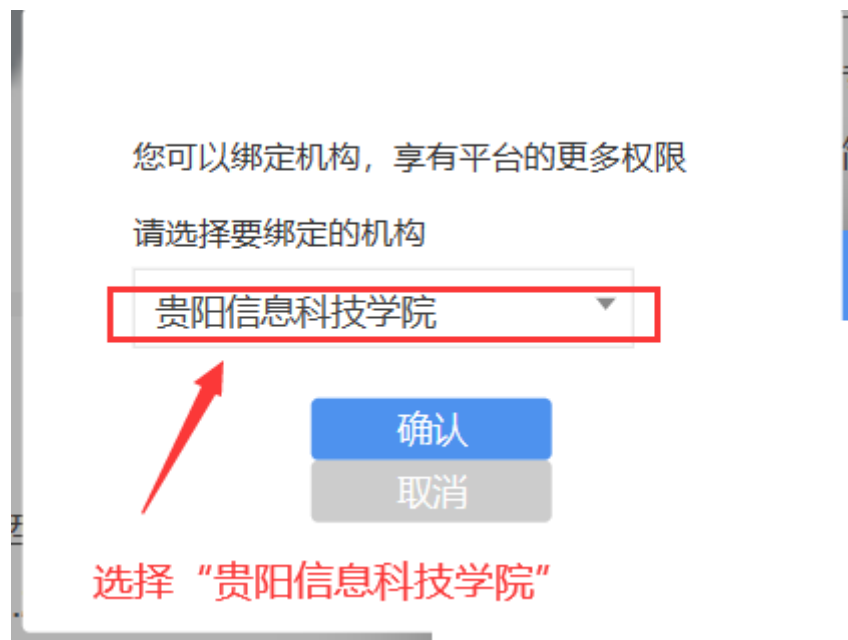 您可以绑定机构，享有平台的更多权限
请选择要绑定的机构
贵阳信息科技学院
确认
取消
选择“贵阳信息科技学院”